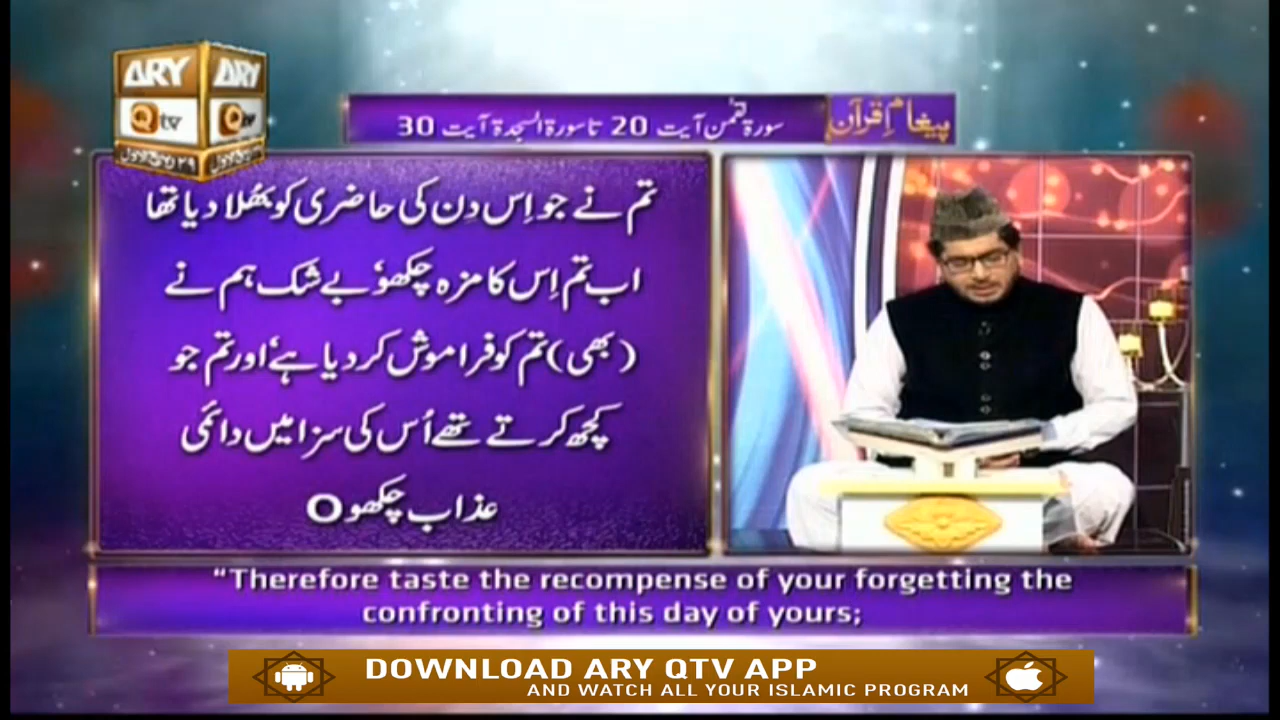 ARY
ARY
Qtv
Qtv
پیغامِ قرآن
سورۃ لقمٰن آیت 20 تا سورۃ السجدۃ آیت 30
تم نے جو اِس دن کی حاضری کو بُھلا دیا تھا
اب تم اِس کا مزہ چکھو، بے شک ہم نے
(بھی) تم کو فراموش کر دیا ہے، اور تم جو
کچھ کرتے تھے اُس کی سزا میں دائمی
عذاب چکھو O
“Therefore taste the recompense of your forgetting the
confronting of this day of yours;
DOWNLOAD ARY QTV APP
AND WATCH ALL YOUR ISLAMIC PROGRAM